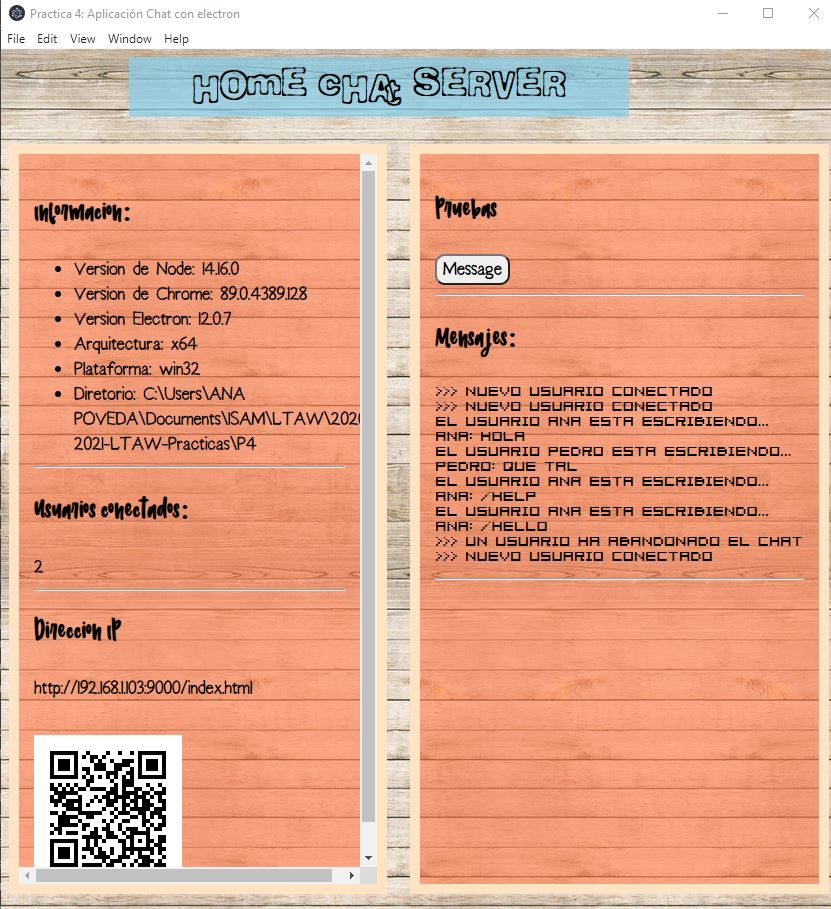 Practica 4: Aplicación Chat con electron
File Edit View Window Help
HOmE CHAt SERVER
Informacion:
Version de Node: 14.16.0
Version de Chrome: 89.0.4389.128
Version Electron: 12.0.7
Arquitectura: x64
Plataforma: win32
Diretorio: C:\Users\ANA
POVEDA\Documents\ISAM\LTAW\2020
2021-LTAW-Practicas\P4
Usuarios conectados:
2
Direccion IP
http://192.168.1.103:9000/index.html
Pruebas
Message
Mensajes:
>>> NUEVO USUARIO CONECTADO
>>> NUEVO USUARIO CONECTADO
EL USUARIO ANA ESTA ESCRIBIENDO...
ANA: HOLA
EL USUARIO PEDRO ESTA ESCRIBIENDO...
PEDRO: QUE TAL
EL USUARIO ANA ESTA ESCRIBIENDO...
ANA: /HELP
EL USUARIO ANA ESTA ESCRIBIENDO...
ANA: /HELLO
>>> UN USUARIO HA ABANDONADO EL CHAT
>>> NUEVO USUARIO CONECTADO